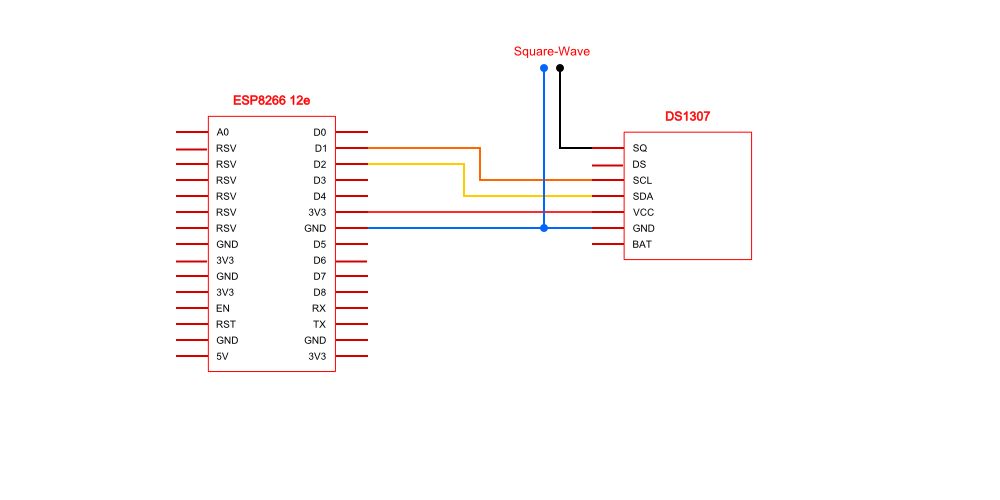 Square-Wave
ESP8266 12e
DS1307
A0 D0
RSV D1
RSV D2
RSV D3
RSV D4
RSV 3V3
RSV GND
GND D5
3V3 D6
GND D7
3V3 D8
EN RX
RST TX
GND GND
5V 3V3
SQ
DS
SCL
SDA
VCC
GND
BAT